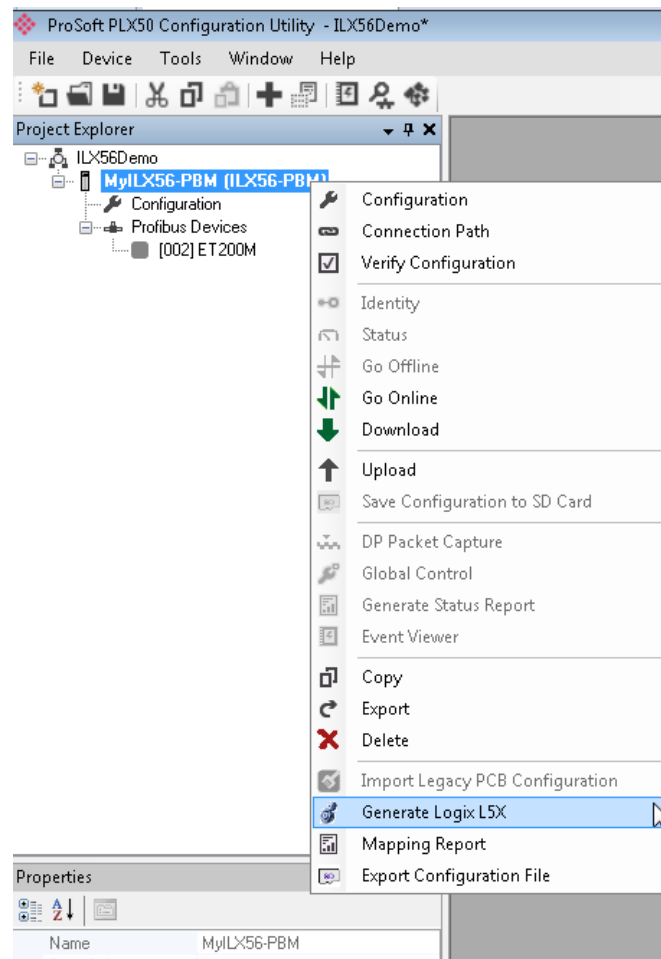 ProSoft PLX50 Configuration Utility - ILX56Demo*
File Device Tools Window Help
Project Explorer
ILX56Demo
MyILX56-PBM (ILX56-PBM)
Configuration
Profibus Devices
[002] ET200M
Configuration
Connection Path
Verify Configuration
Identity
Status
Go Offline
Go Online
Download
Upload
Save Configuration to SD Card
DP Packet Capture
Global Control
Generate Status Report
Event Viewer
Copy
Export
Delete
Import Legacy PCB Configuration
Generate Logix L5X
Mapping Report
Export Configuration File
Properties
Name MyILX56-PBM